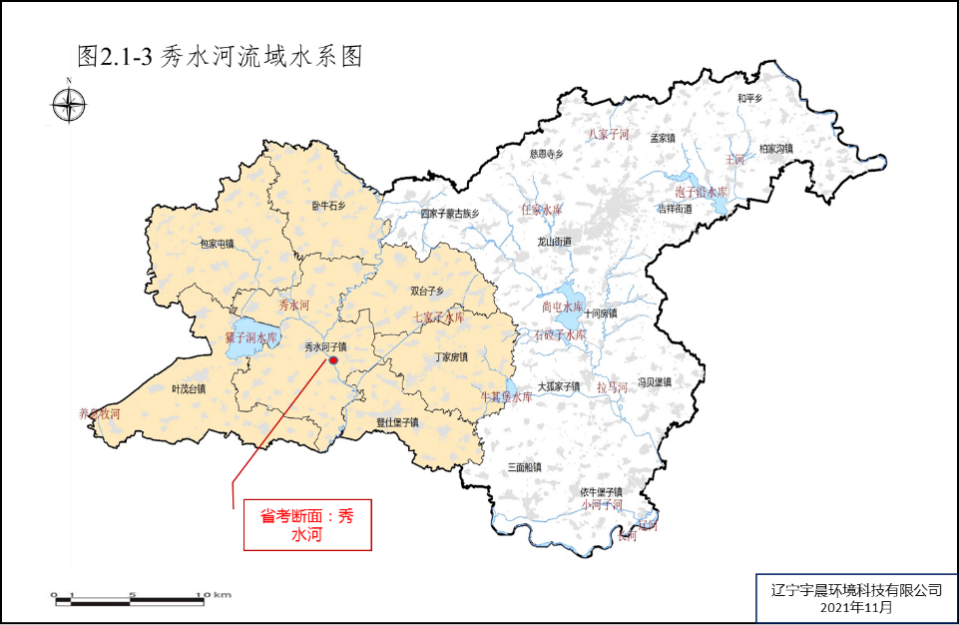 图2.1-3 秀水河流域水系图
N
和平乡
八家子河
孟家镇
柏家沟镇
慈恩寺乡
王河
泡子沿水库
卧牛石乡
四家子蒙古族乡
任家水库
吉祥街道
包家屯镇
龙山街道
双台子乡
秀水河
尚屯水库
七家子水库
十间房镇
獾子洞水库
石砬子水库
秀水河子镇
丁家房镇
叶茂台镇
大孤家子镇
拉马河
冯贝堡镇
牛其堡水库
养息牧河
登仕堡子镇
三面船镇
依牛堡子镇
小河子河
辽河
长河
省考断面：秀
水河
0 1 5 10 km
辽宁宇晨环境科技有限公司
2021年11月